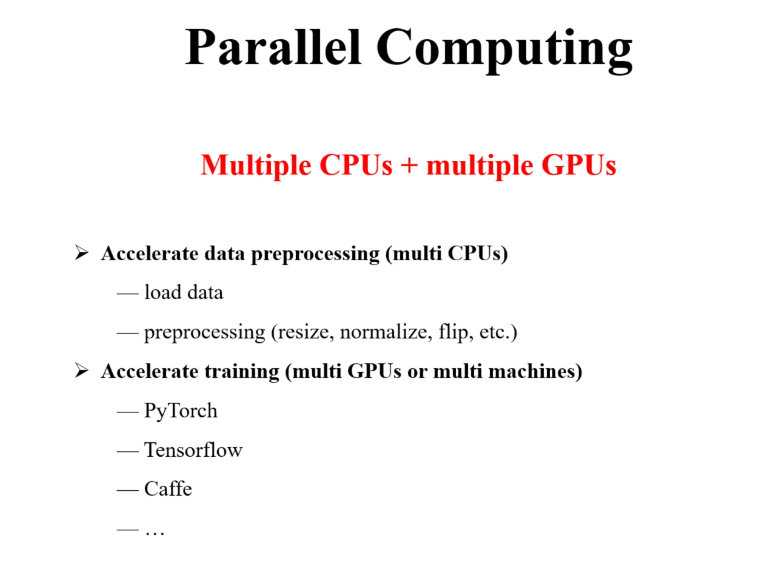 Parallel Computing
Multiple CPUs + multiple GPUs
➢ Accelerate data preprocessing (multi CPUs)
— load data
— preprocessing (resize, normalize, flip, etc.)
➢ Accelerate training (multi GPUs or multi machines)
— PyTorch
— Tensorflow
— Caffe
— …